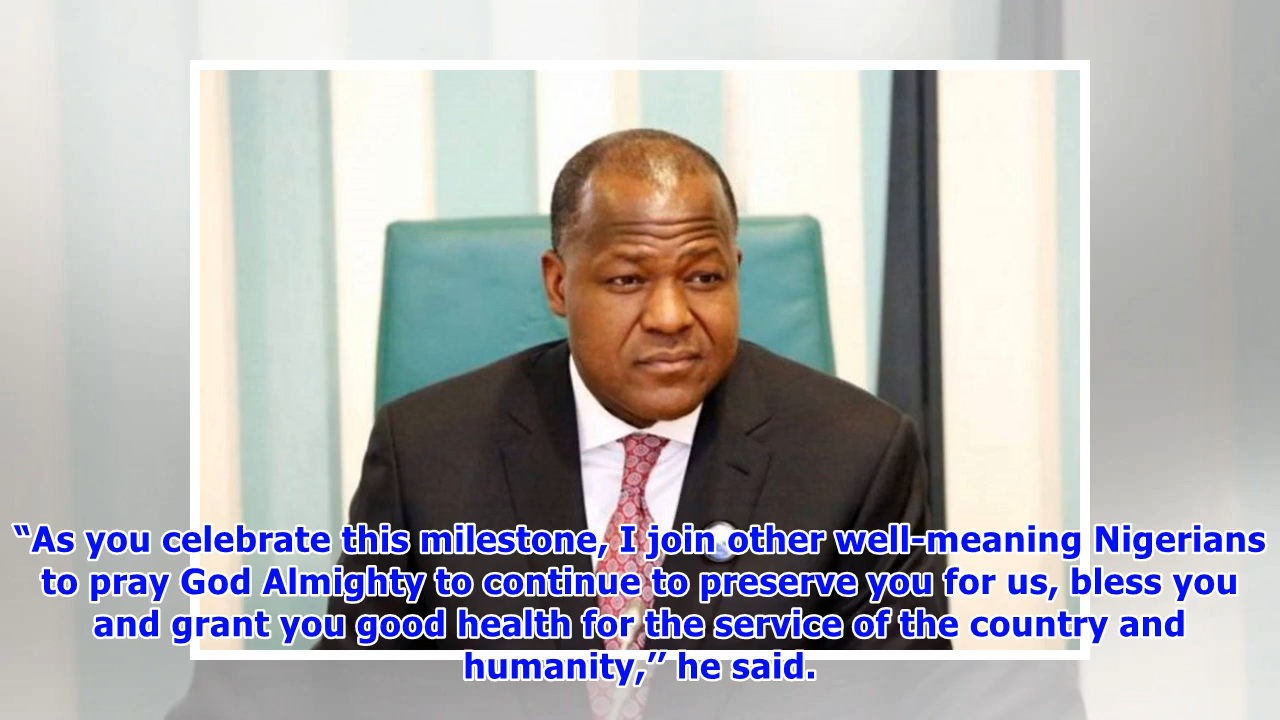 “As you celebrate this milestone, I join other well-meaning Nigerians
to pray God Almighty to continue to preserve you for us, bless you
and grant you good health for the service of the country and
humanity,’’ he said.